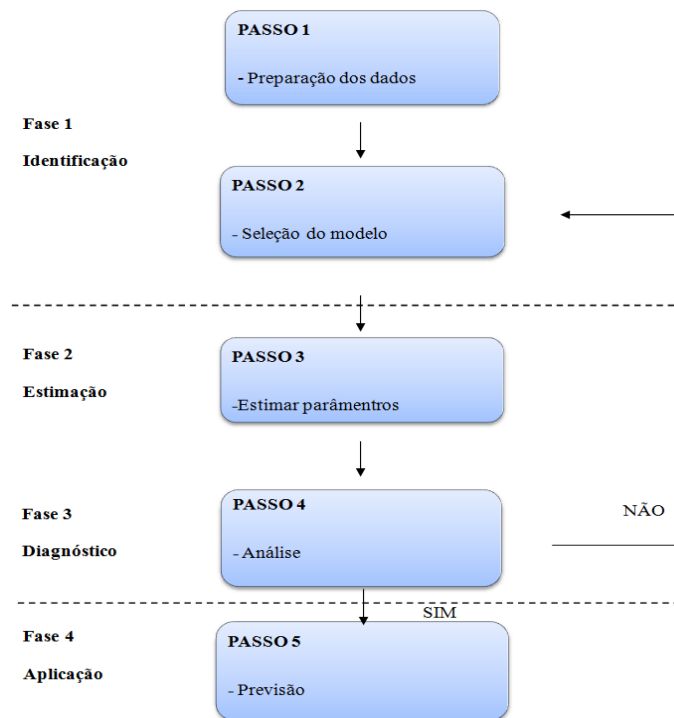 PASSO 1
- Preparação dos dados
Fase 1
Identificação
PASSO 2
- Seleção do modelo
Fase 2
Estimação
PASSO 3
-Estimar parâmentros
Fase 3
Diagnóstico
PASSO 4
- Análise
NÃO
SIM
Fase 4
Aplicação
PASSO 5
- Previsão